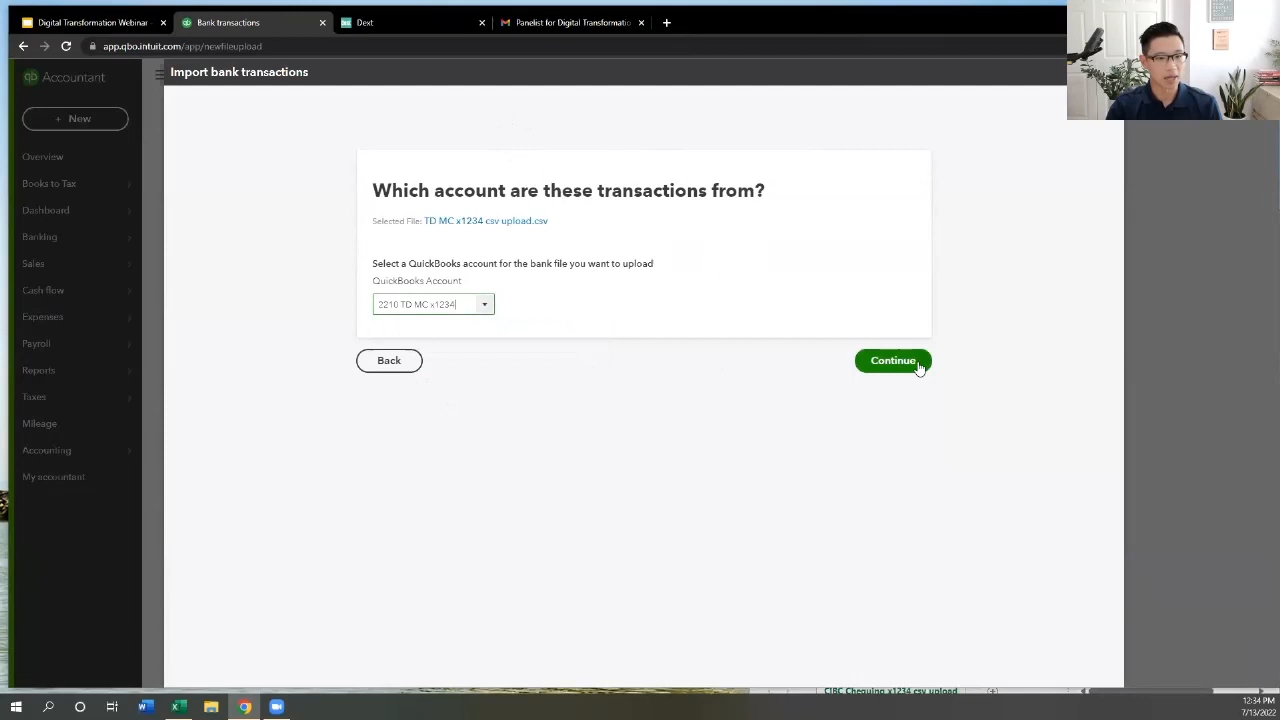 Digital Transformation Webinar
Bank transactions
Dext
Panelist for Digital Transformatio
app.qbo.intuit.com/app/newfileupload
qb Accountant
Import bank transactions
+ New
Overview
Books to Tax
Dashboard
Banking
Sales
Cash flow
Expenses
Payroll
Reports
Taxes
Mileage
Accounting
My accountant
Which account are these transactions from?
Selected File: TD MC x1234 csv upload.csv
Select a QuickBooks account for the bank file you want to upload
QuickBooks Account
2210 TD MC x1234
Back
Continue
CIBC Chequing x1234 csv upload
12:34 PM
7/13/2022